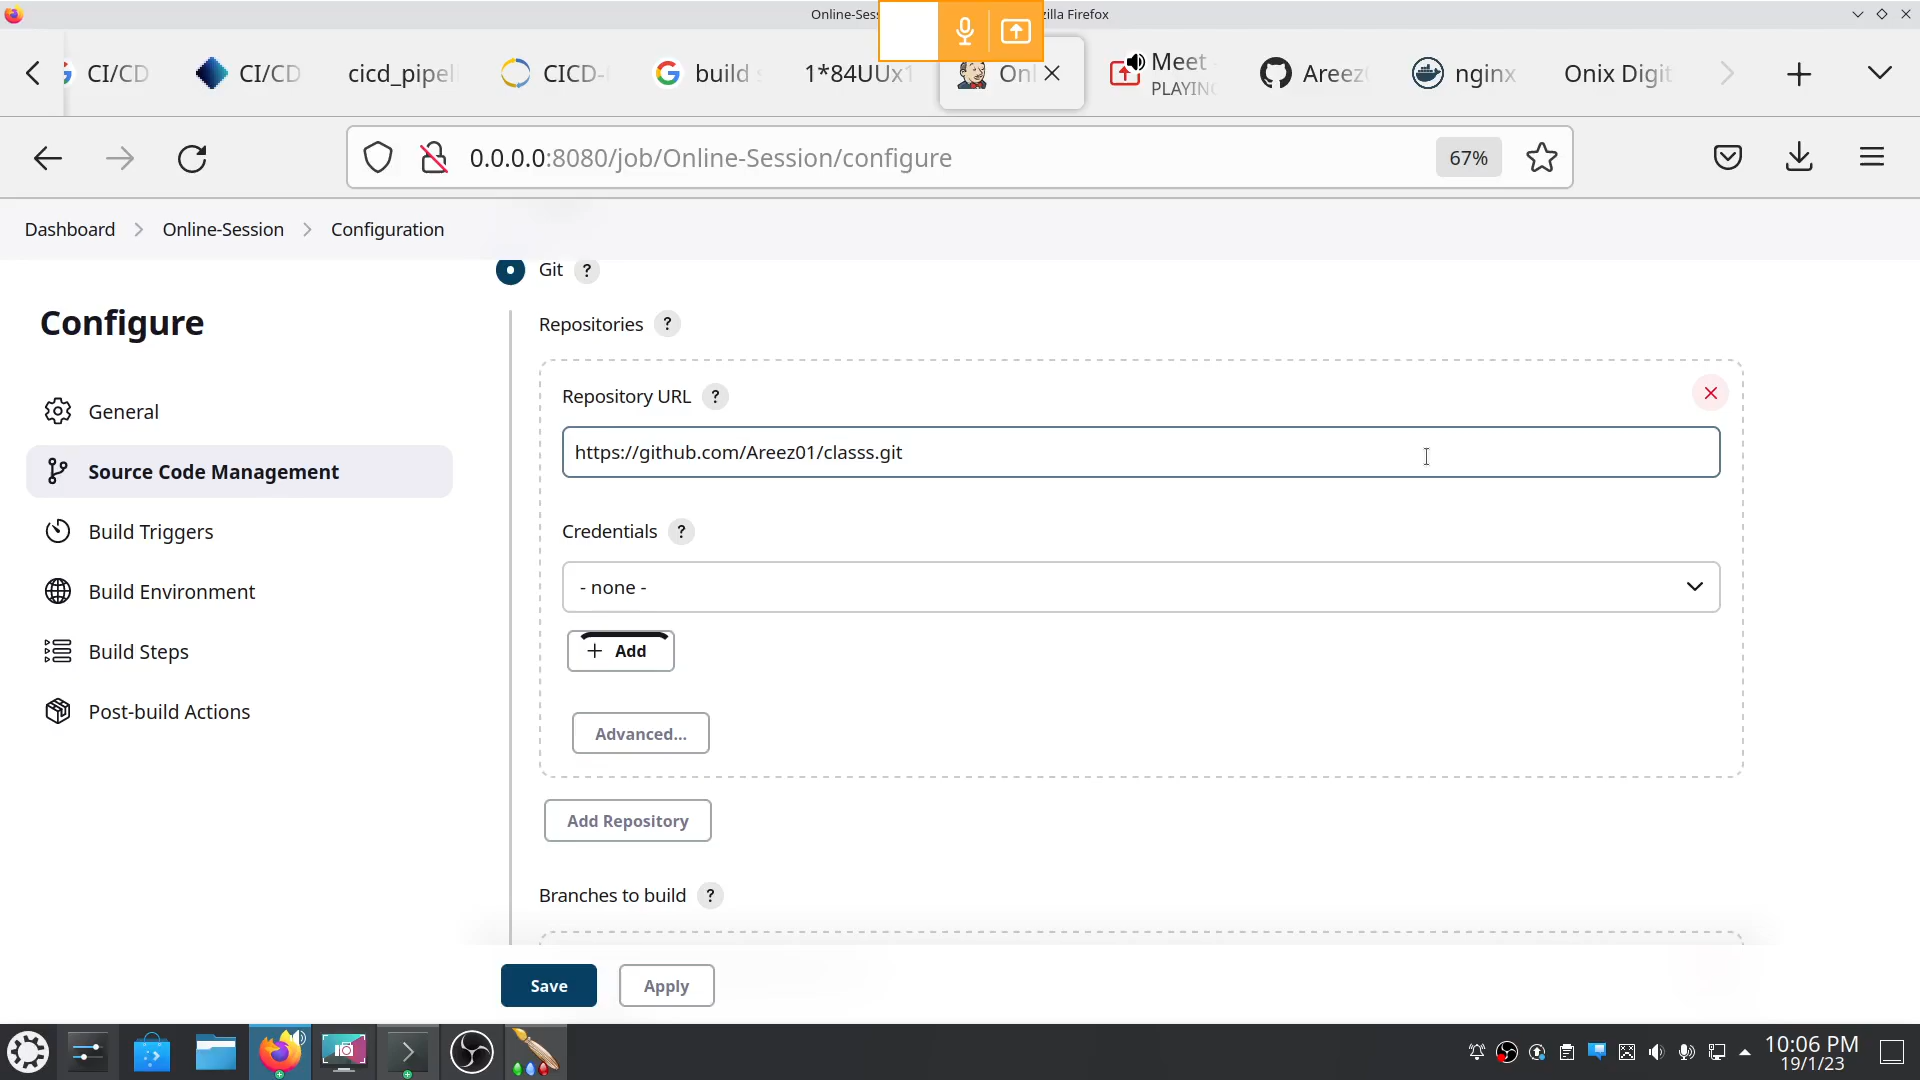 Online-Sess
zilla Firefox
CI/CD
CI/CD
cicd_pipel
CICD-
build
1*84UUx1
Onl
Meet
PLAYING
Areez
nginx
Onix Digit
0.0.0.0:8080/job/Online-Session/configure
67%
Dashboard
Online-Session
Configuration
Git ?
Configure
General
Source Code Management
Build Triggers
Build Environment
Build Steps
Post-build Actions
Repositories ?
Repository URL ?
https://github.com/Areez01/classs.git
Credentials ?
- none -
+ Add
Advanced...
Add Repository
Branches to build ?
Save
Apply
10:06 PM
19/1/23